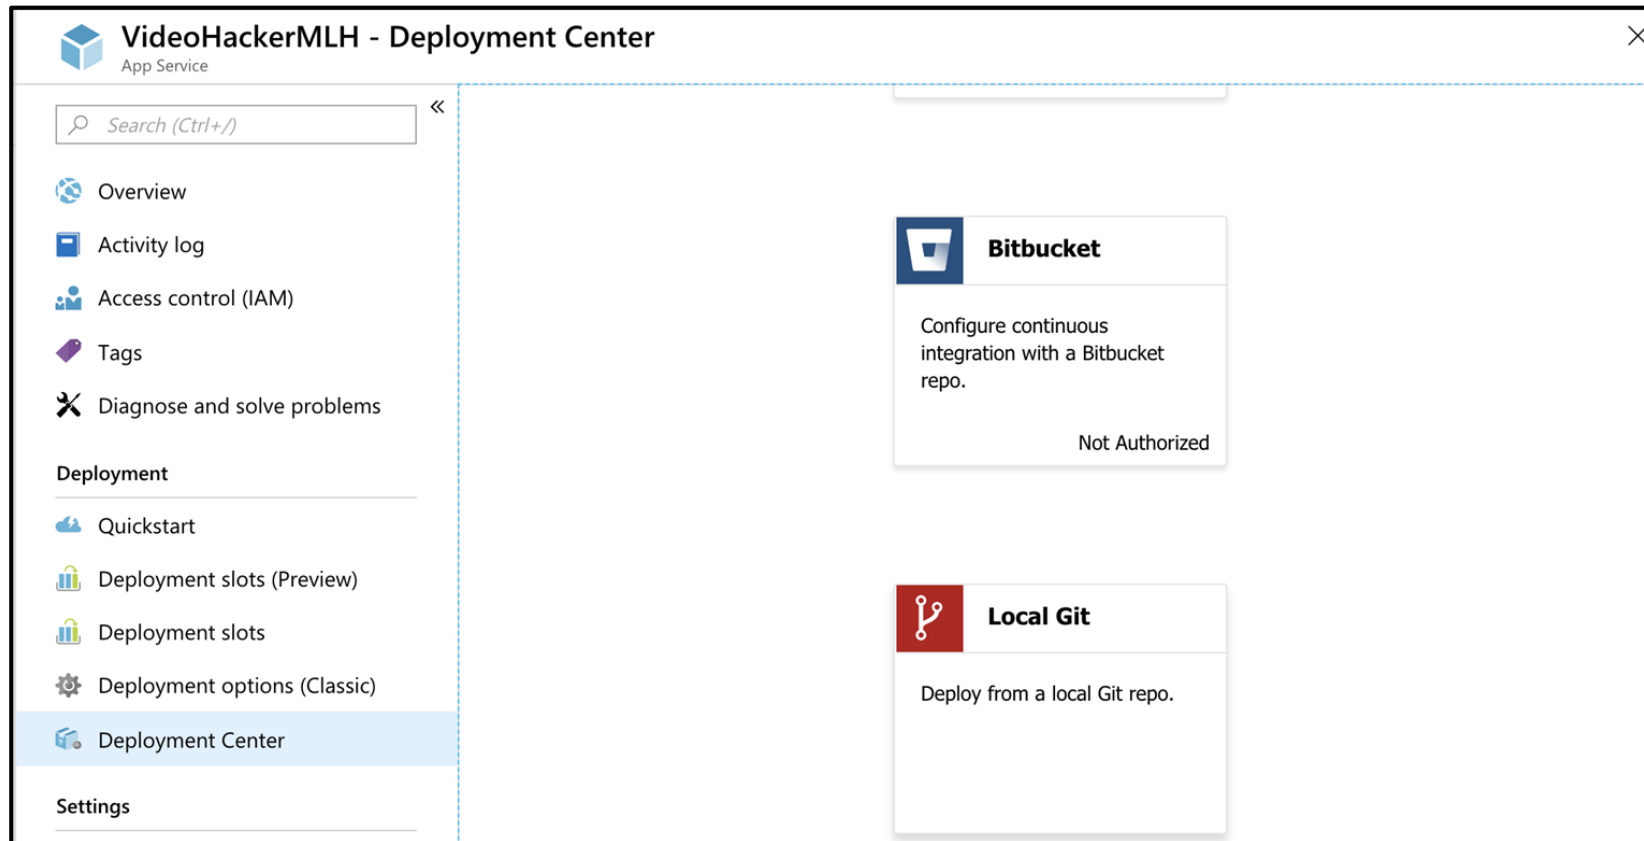 VideoHackerMLH - Deployment Center
App Service
Search (Ctrl+/)
Overview
Activity log
Access control (IAM)
Tags
Diagnose and solve problems
Deployment
Quickstart
Deployment slots (Preview)
Deployment slots
Deployment options (Classic)
Deployment Center
Settings
Bitbucket
Configure continuous
integration with a Bitbucket
repo.
Not Authorized
Local Git
Deploy from a local Git repo.